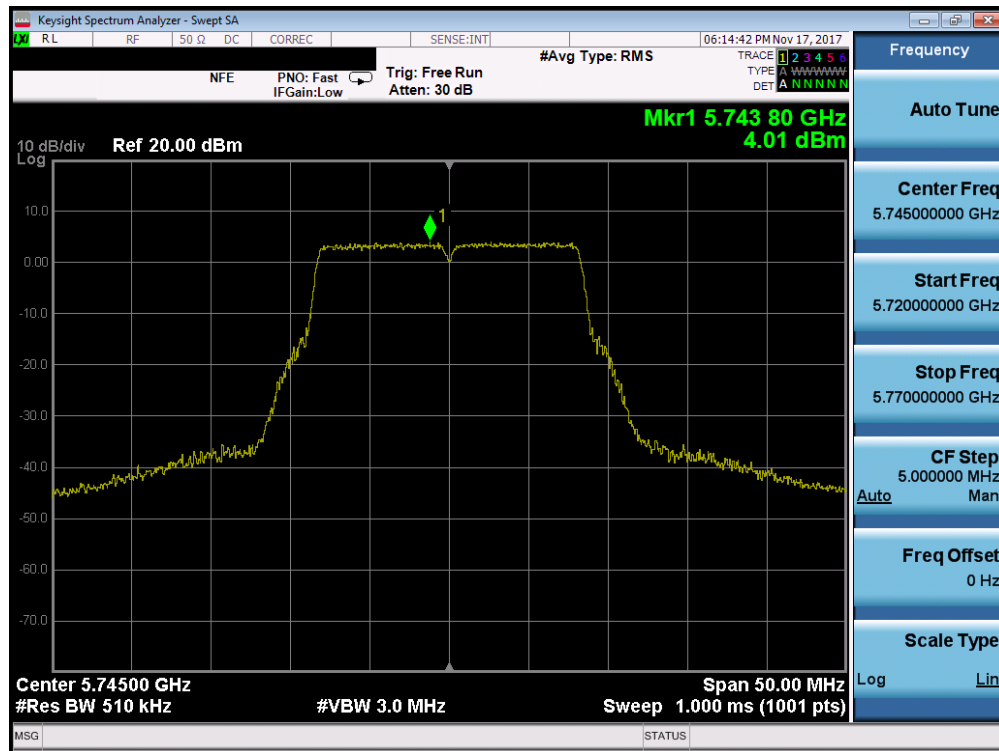 Keysight Spectrum Analyzer - Swept SA
LXI RL RF 50 Ω DC CORREC SENSE:INT 06:14:42 PM Nov 17, 2017
NFE PNO: Fast Trig: Free Run #Avg Type: RMS TRACE 1 2 3 4 5 6
IFGain:Low Atten: 30 dB TYPE A WWWWW
DET A N N N N N
Mkr1 5.743 80 GHz
4.01 dBm
10 dB/div Ref 20.00 dBm
Log
1
10.0
0.00
-10.0
-20.0
-30.0
-40.0
-50.0
-60.0
-70.0
Center 5.74500 GHz Span 50.00 MHz
#Res BW 510 kHz #VBW 3.0 MHz Sweep 1.000 ms (1001 pts)
MSG STATUS
Frequency
Auto Tune
Center Freq
5.745000000 GHz
Start Freq
5.720000000 GHz
Stop Freq
5.770000000 GHz
CF Step
5.000000 MHz
Auto Man
Freq Offset
0 Hz
Scale Type
Log Lin